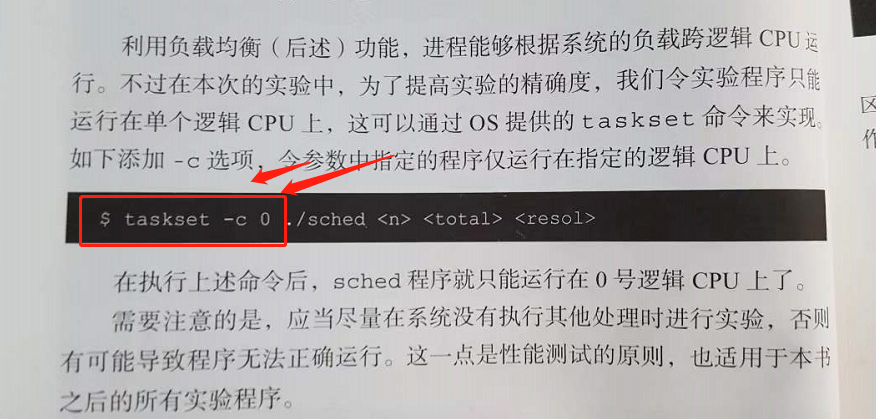 利用负载均衡（后述）功能，进程能够根据系统的负载跨逻辑 CPU 运
行。不过在本次的实验中，为了提高实验的精确度，我们令实验程序只能
运行在单个逻辑 CPU 上，这可以通过 OS 提供的 taskset 命令来实现。
如下添加 -c 选项，令参数中指定的程序仅运行在指定的逻辑 CPU 上。
$ taskset -c 0 ./sched <n> <total> <resol>
在执行上述命令后，sched 程序就只能运行在 0 号逻辑 CPU 上了。
需要注意的是，应当尽量在系统没有执行其他处理时进行实验，否则
有可能导致程序无法正确运行。这一点是性能测试的原则，也适用于本书
之后的所有实验程序。
区
作